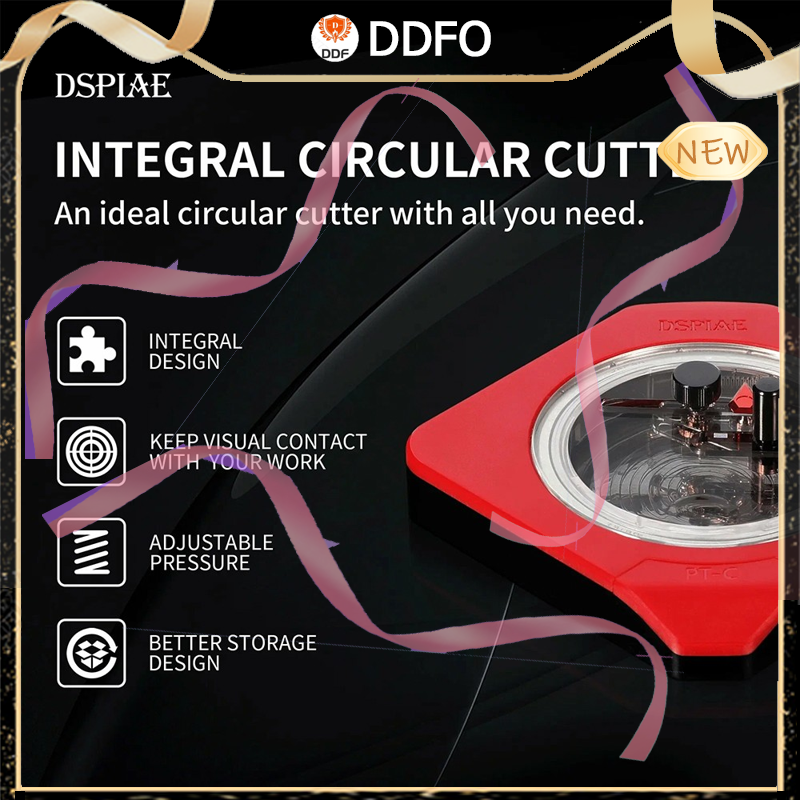 DDF
DDFO
DSPIAE
INTEGRAL CIRCULAR CUTT
NEW
An ideal circular cutter with all you need.
DSPIAE
INTEGRAL
DESIGN
KEEP VISUAL CONTACT
WITH YOUR WORK
ADJUSTABLE
PRESSURE
PT-C
BETTER STORAGE
DESIGN